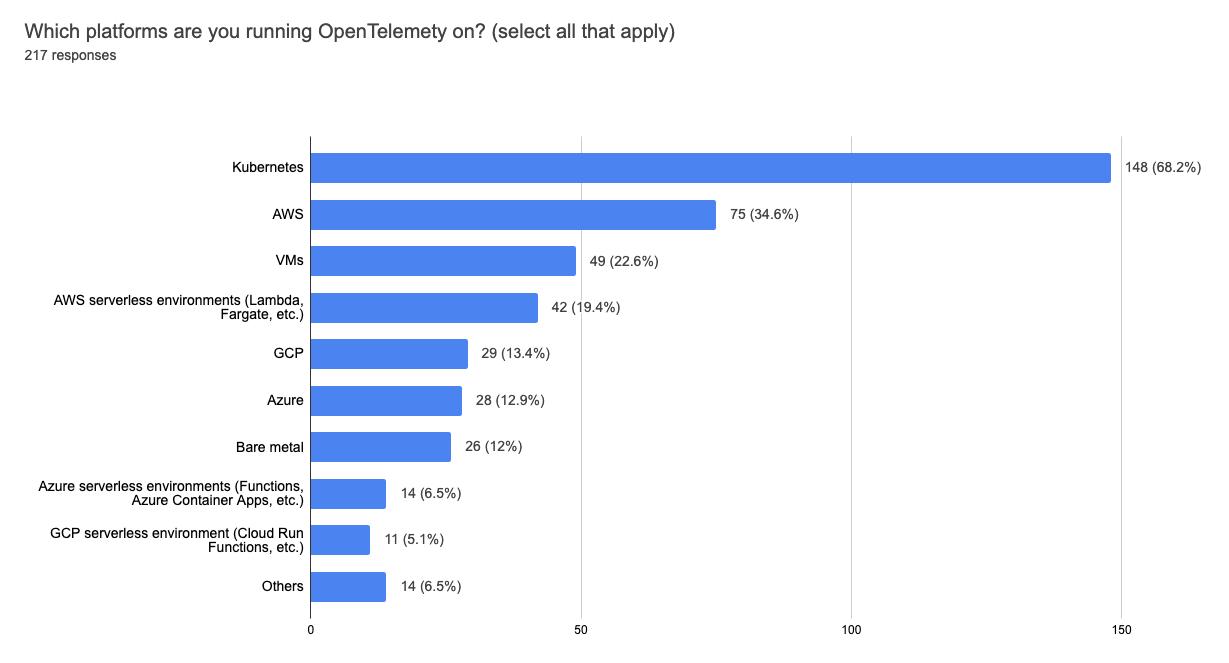 Which platforms are you running OpenTelemety on? (select all that apply)
217 responses
Kubernetes
148 (68.2%)
AWS
75 (34.6%)
VMs
49 (22.6%)
AWS serverless environments (Lambda,
Fargate, etc.)
42 (19.4%)
GCP
29 (13.4%)
Azure
28 (12.9%)
Bare metal
26 (12%)
Azure serverless environments (Functions,
Azure Container Apps, etc.)
14 (6.5%)
GCP serverless environment (Cloud Run
Functions, etc.)
11 (5.1%)
Others
14 (6.5%)
0
50
100
150